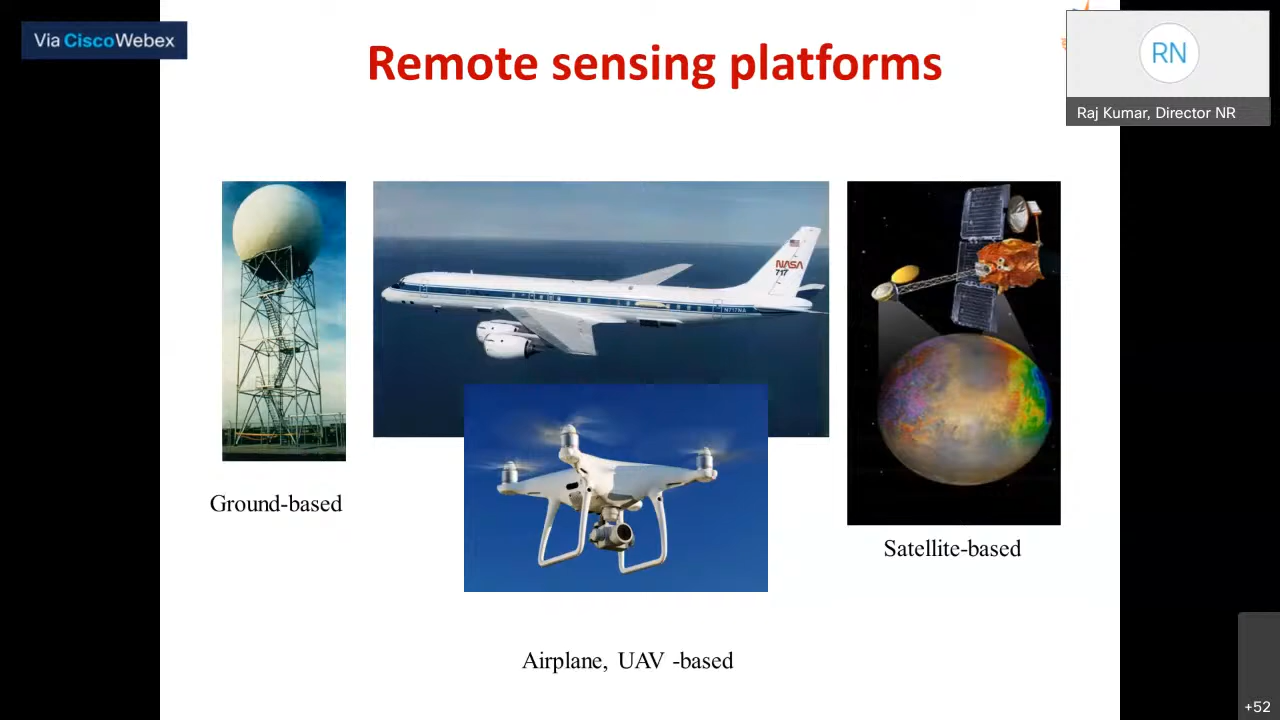 Via CiscoWebex
Remote sensing platforms
RN
Raj Kumar, Director NR
NASA
717
N717NA
Ground-based
Satellite-based
Airplane, UAV -based
+52